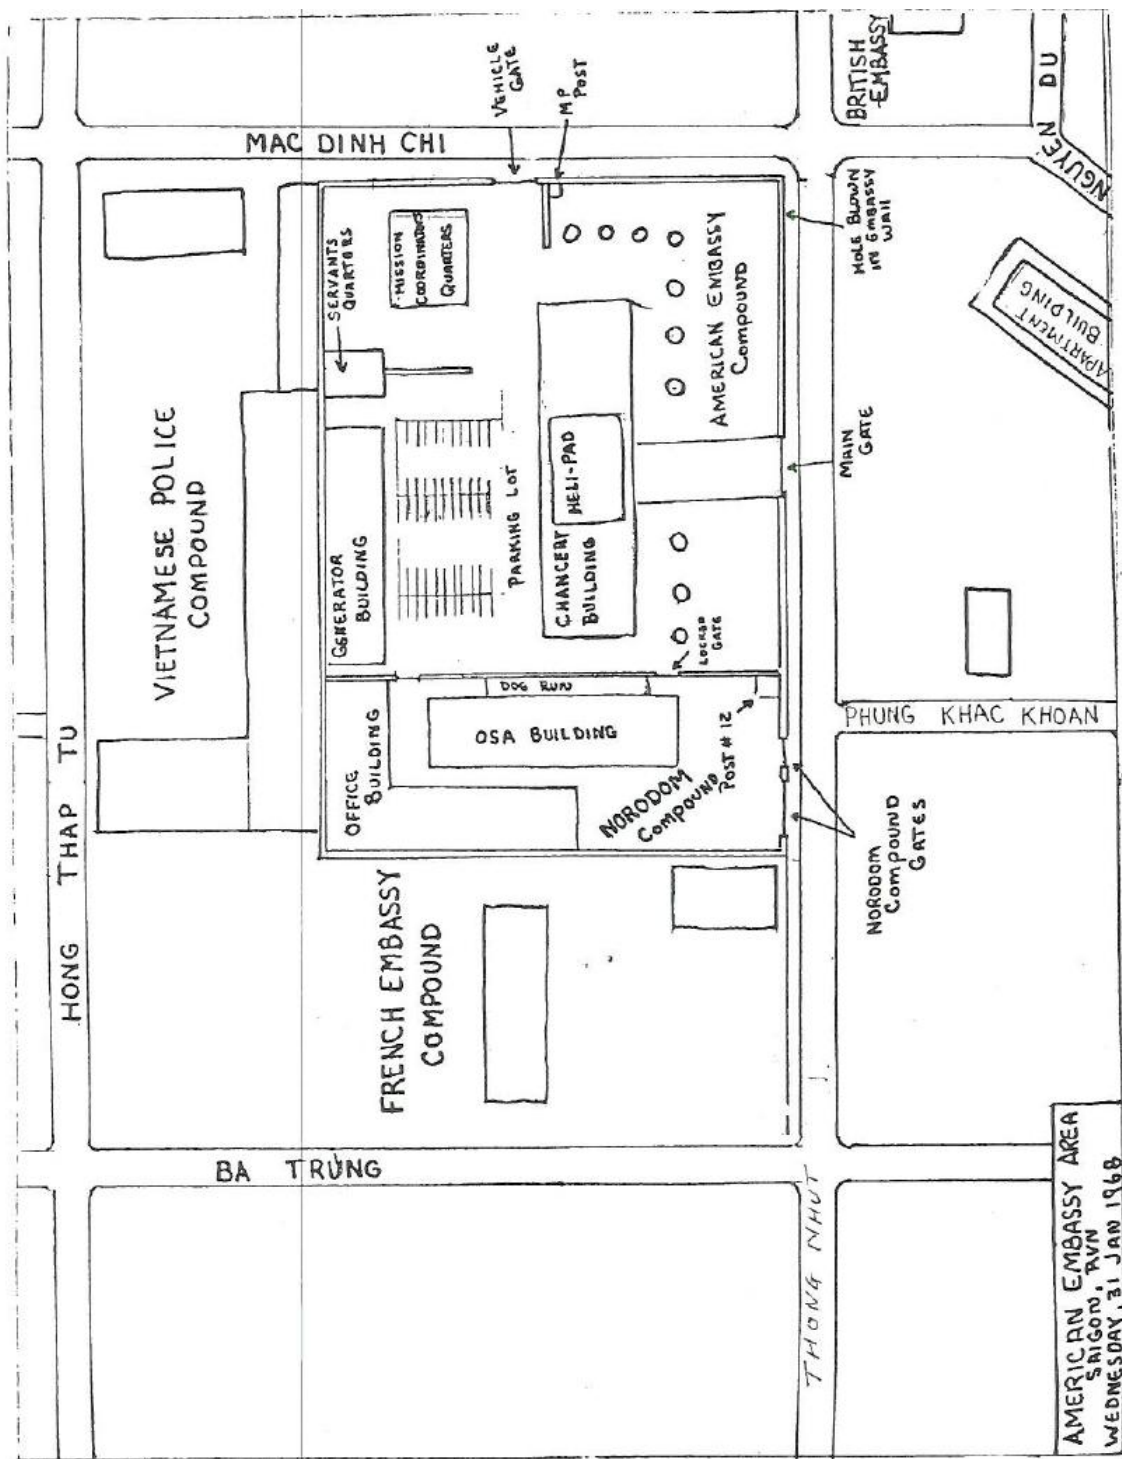 MAC DINH CHI
VEHICLE
GATE
MP
POST
BRITISH
EMBASSY
NGUYEN DU
SERVANTS
QUARTERS
MISSION
COORDINATORS
QUARTERS
AMERICAN EMBASSY
COMPOUND
HOLE BLOWN
IN EMBASSY
WALL
APARTMENT
BUILDING
VIETNAMESE POLICE
COMPOUND
GENERATOR
BUILDING
PARKING LOT
HELI-PAD
CHANCERY
BUILDING
MAIN
GATE
LOCKED
GATE
DOG RUN
OSA BUILDING
OFFICE
BUILDING
NORODOM
COMPOUND
POST # 12
PHUNG KHAC KHOAN
NORODOM
COMPOUND
GATES
HONG THAP TU
FRENCH EMBASSY
COMPOUND
BA TRUNG
THONG NHUT
AMERICAN EMBASSY AREA
SAIGON, RVN
WEDNESDAY, 31 JAN 1968